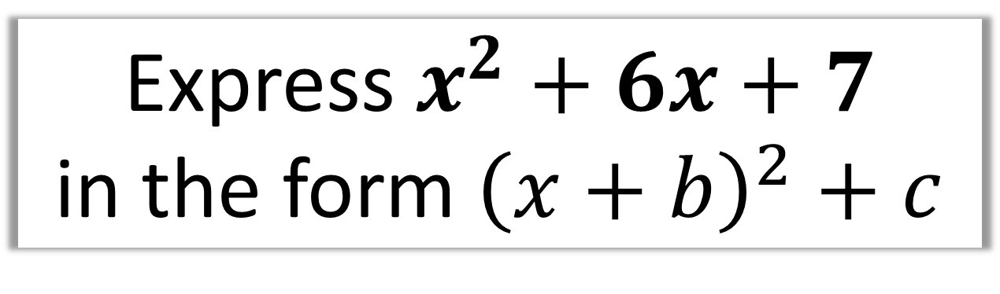 Express x² + 6x + 7
in the form (x + b)² + c